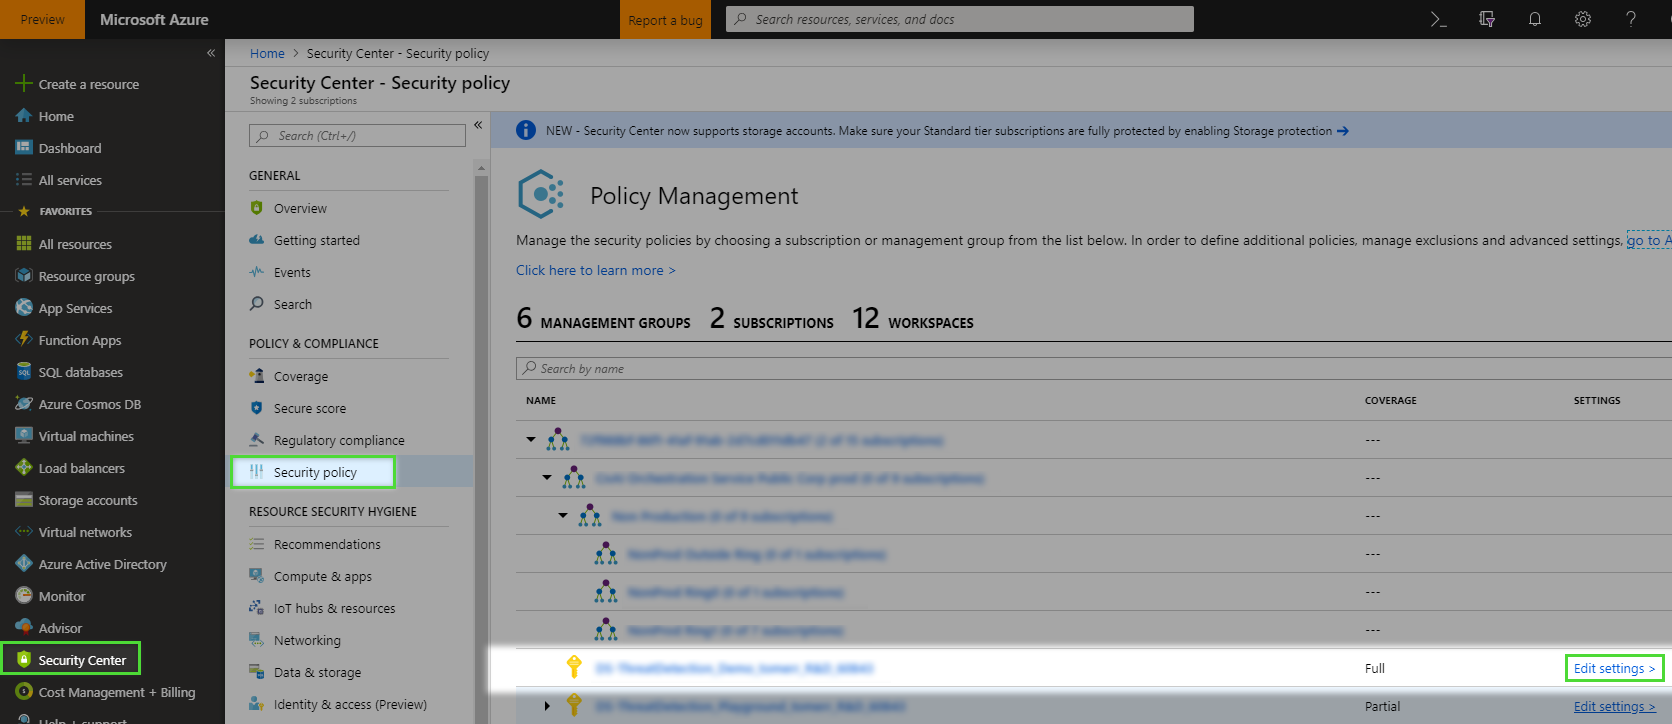 Preview
Microsoft Azure
Report a bug
Search resources, services, and docs
«
Create a resource
Home
Dashboard
All services
FAVORITES
All resources
Resource groups
App Services
Function Apps
SQL databases
Azure Cosmos DB
Virtual machines
Load balancers
Storage accounts
Virtual networks
Azure Active Directory
Monitor
Advisor
Security Center
Cost Management + Billing
Help + support
Home > Security Center - Security policy
Security Center - Security policy
Showing 2 subscriptions
Search (Ctrl+/)
«
GENERAL
Overview
Getting started
Events
Search
POLICY & COMPLIANCE
Coverage
Secure score
Regulatory compliance
Security policy
RESOURCE SECURITY HYGIENE
Recommendations
Compute & apps
IoT hubs & resources
Networking
Data & storage
Identity & access (Preview)
NEW - Security Center now supports storage accounts. Make sure your Standard tier subscriptions are fully protected by enabling Storage protection →
Policy Management
Manage the security policies by choosing a subscription or management group from the list below. In order to define additional policies, manage exclusions and advanced settings, go to A
Click here to learn more >
6 MANAGEMENT GROUPS 2 SUBSCRIPTIONS 12 WORKSPACES
Search by name
NAME COVERAGE SETTINGS
---
---
---
---
---
---
Full Edit settings >
Partial Edit settings >